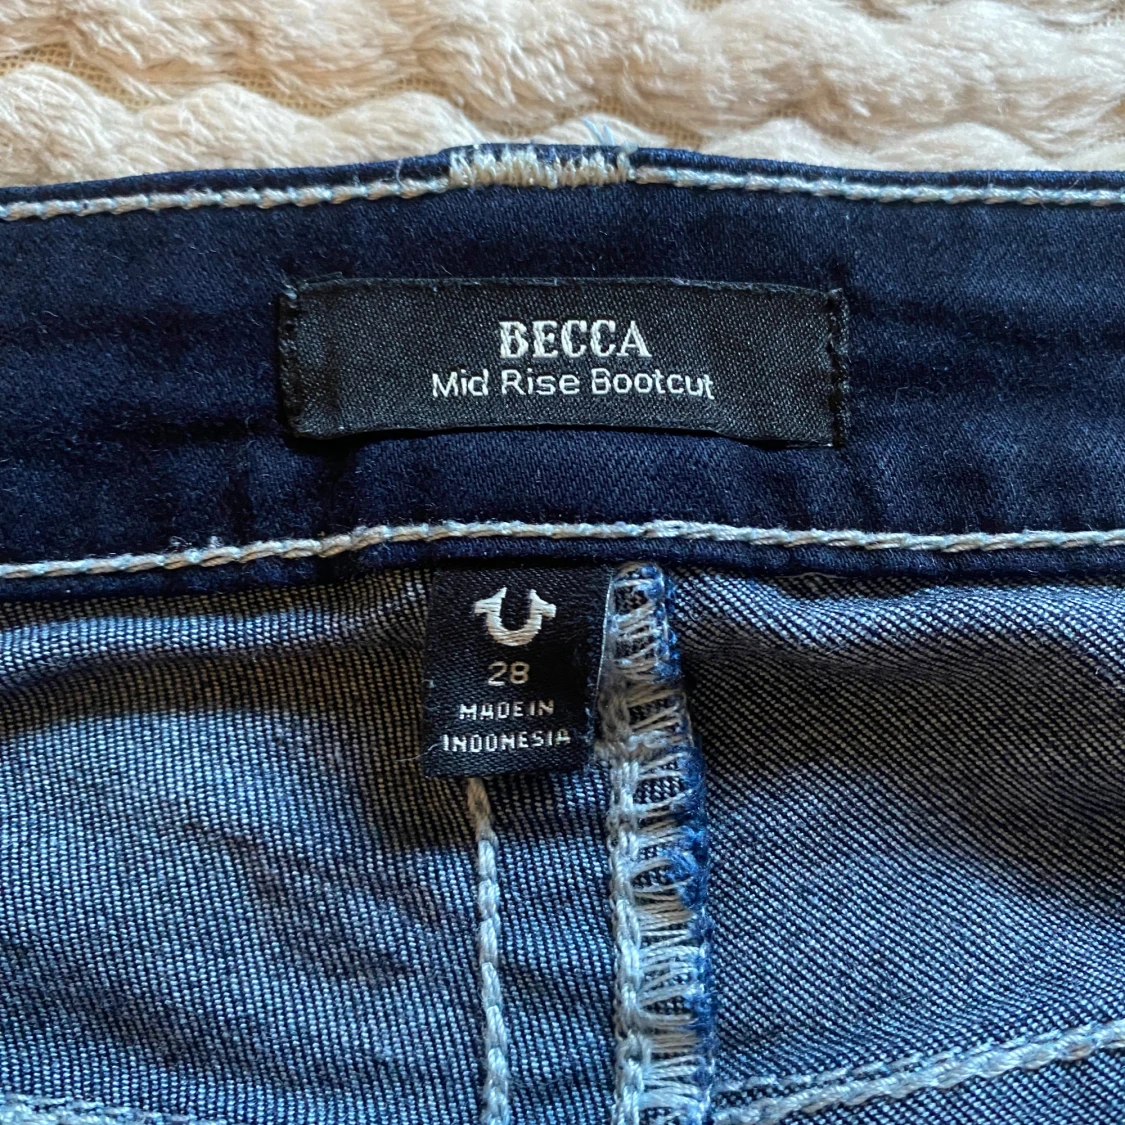 BECCA
Mid Rise Bootcut
28
MADE IN
INDONESIA